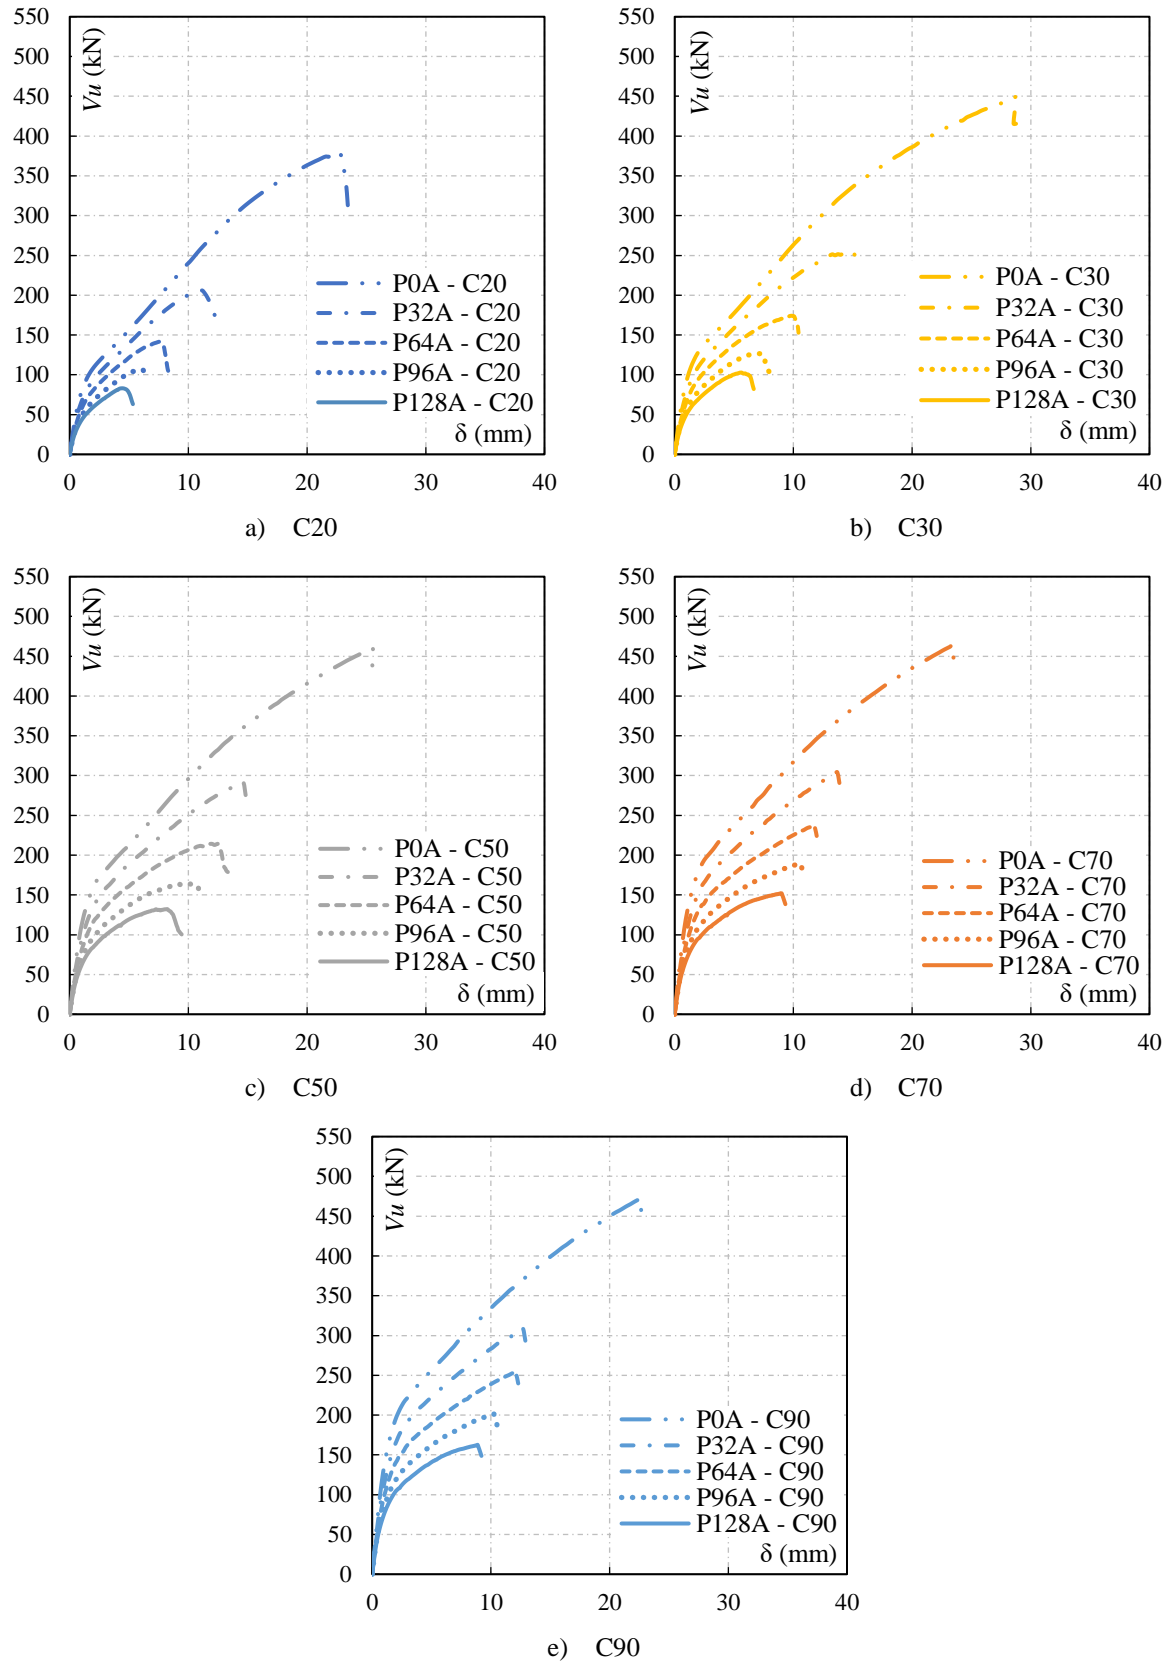 550
500
450
400
350
300
250
200
150
100
50
0
Vu (kN)
P0A - C20
P32A - C20
P64A - C20
P96A - C20
P128A - C20
δ (mm)
0 10 20 30 40
a) C20
550
500
450
400
350
300
250
200
150
100
50
0
Vu (kN)
P0A - C30
P32A - C30
P64A - C30
P96A - C30
P128A - C30
δ (mm)
0 10 20 30 40
b) C30
550
500
450
400
350
300
250
200
150
100
50
0
Vu (kN)
P0A - C50
P32A - C50
P64A - C50
P96A - C50
P128A - C50
δ (mm)
0 10 20 30 40
c) C50
550
500
450
400
350
300
250
200
150
100
50
0
Vu (kN)
P0A - C70
P32A - C70
P64A - C70
P96A - C70
P128A - C70
δ (mm)
0 10 20 30 40
d) C70
550
500
450
400
350
300
250
200
150
100
50
0
Vu (kN)
P0A - C90
P32A - C90
P64A - C90
P96A - C90
P128A - C90
δ (mm)
0 10 20 30 40
e) C90